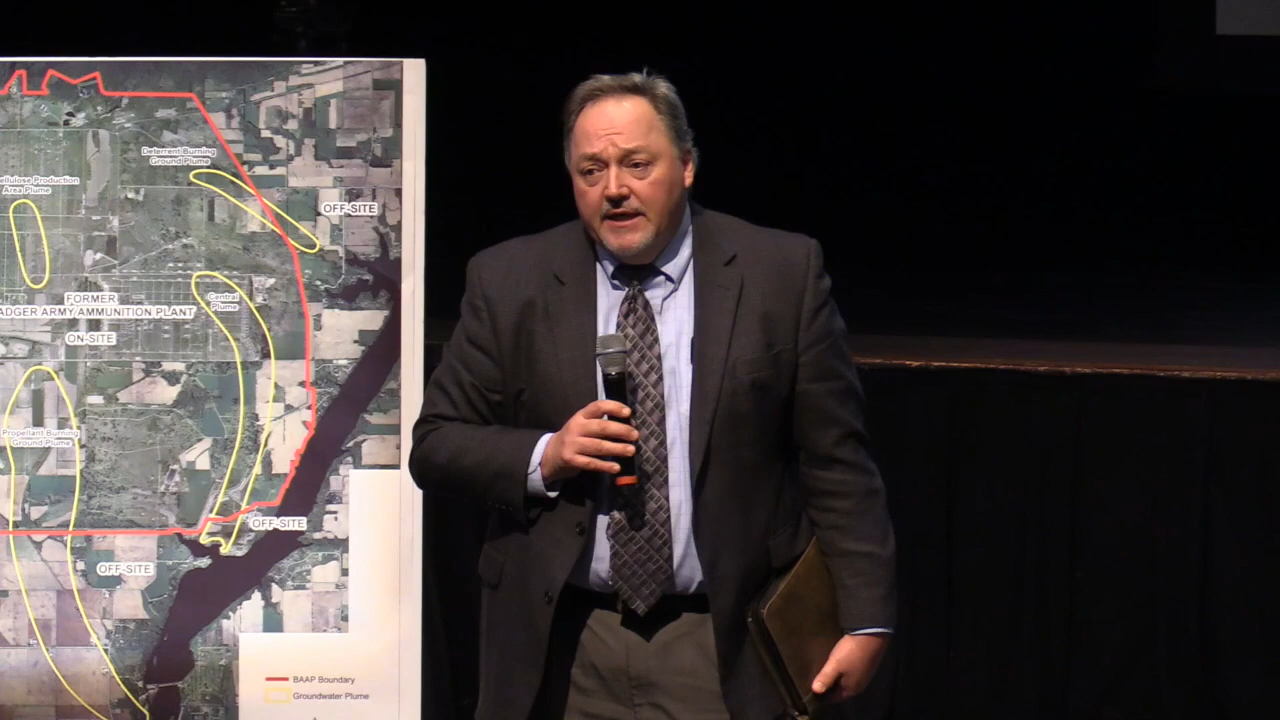 Deterrent Burning
Ground Plume
Production
Area Plume
OFF-SITE
Central
Plume
FORMER
ADGER ARMY AMMUNITION PLANT
ON-SITE
Propellant Burning
Ground Plume
OFF-SITE
OFF-SITE
BAAP Boundary
Groundwater Plume